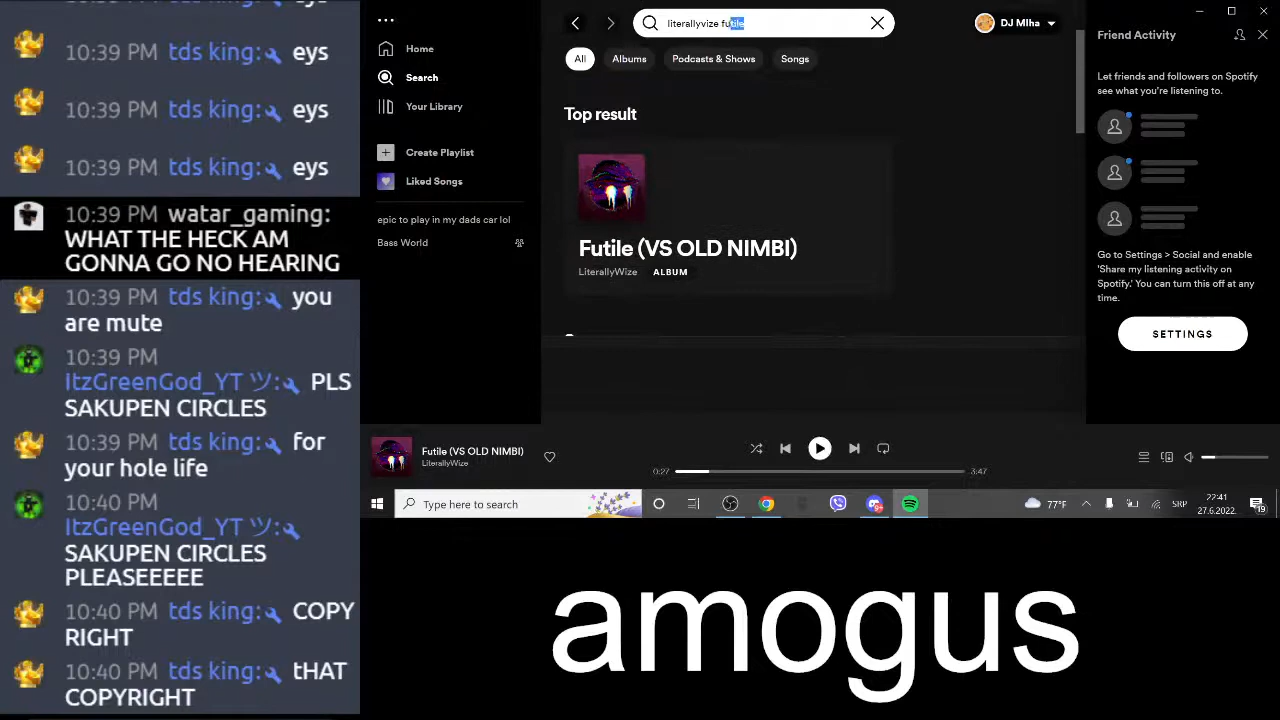 eys
10:39 PM tds king: eys
10:39 PM tds king: eys
10:39 PM tds king: eys
10:39 PM watar_gaming:
WHAT THE HECK AM
GONNA GO NO HEARING
10:39 PM tds king: you
are mute
10:39 PM
ItzGreenGod_YT ツ: PLS
SAKUPEN CIRCLES
10:39 PM tds king: for
your hole life
10:40 PM
ItzGreenGod_YT ツ:
SAKUPEN CIRCLES
PLEASEEEEE
10:40 PM tds king: COPY
RIGHT
10:40 PM tds king: tHAT
COPYRIGHT
Home
Search
Your Library
Create Playlist
Liked Songs
epic to play in my dads car lol
Bass World
literallyvize futile
DJ MIha
All
Albums
Podcasts & Shows
Songs
Top result
Futile (VS OLD NIMBI)
LiterallyWize ALBUM
Friend Activity
Let friends and followers on Spotify
see what you're listening to.
Go to Settings > Social and enable
'Share my listening activity on
Spotify.' You can turn this off at any
time.
SETTINGS
Futile (VS OLD NIMBI)
LiterallyWize
0:27
3:47
Type here to search
77°F
SRP
22:41
27.6.2022.
19
amogus